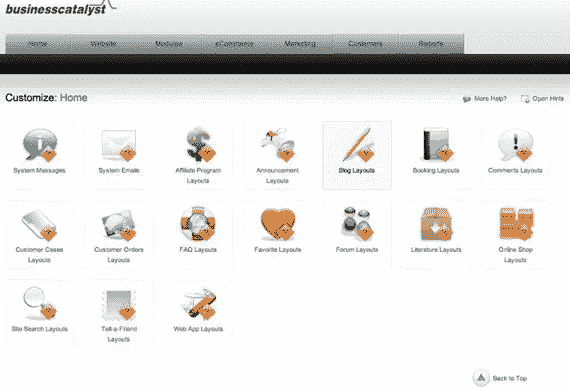 businesscatalyst
Home Website Modules eCommerce Marketing Customers Reports
Customize: Home
More Help? Open Hints
System Messages System Emails Affiliate Program Layouts Announcement Layouts Blog Layouts Booking Layouts Comments Layouts
Customer Cases Layouts Customer Orders Layouts FAQ Layouts Favorite Layouts Forum Layouts Literature Layouts Online Shop Layouts
Site Search Layouts Tell-a-Friend Layouts Web App Layouts
Back to Top